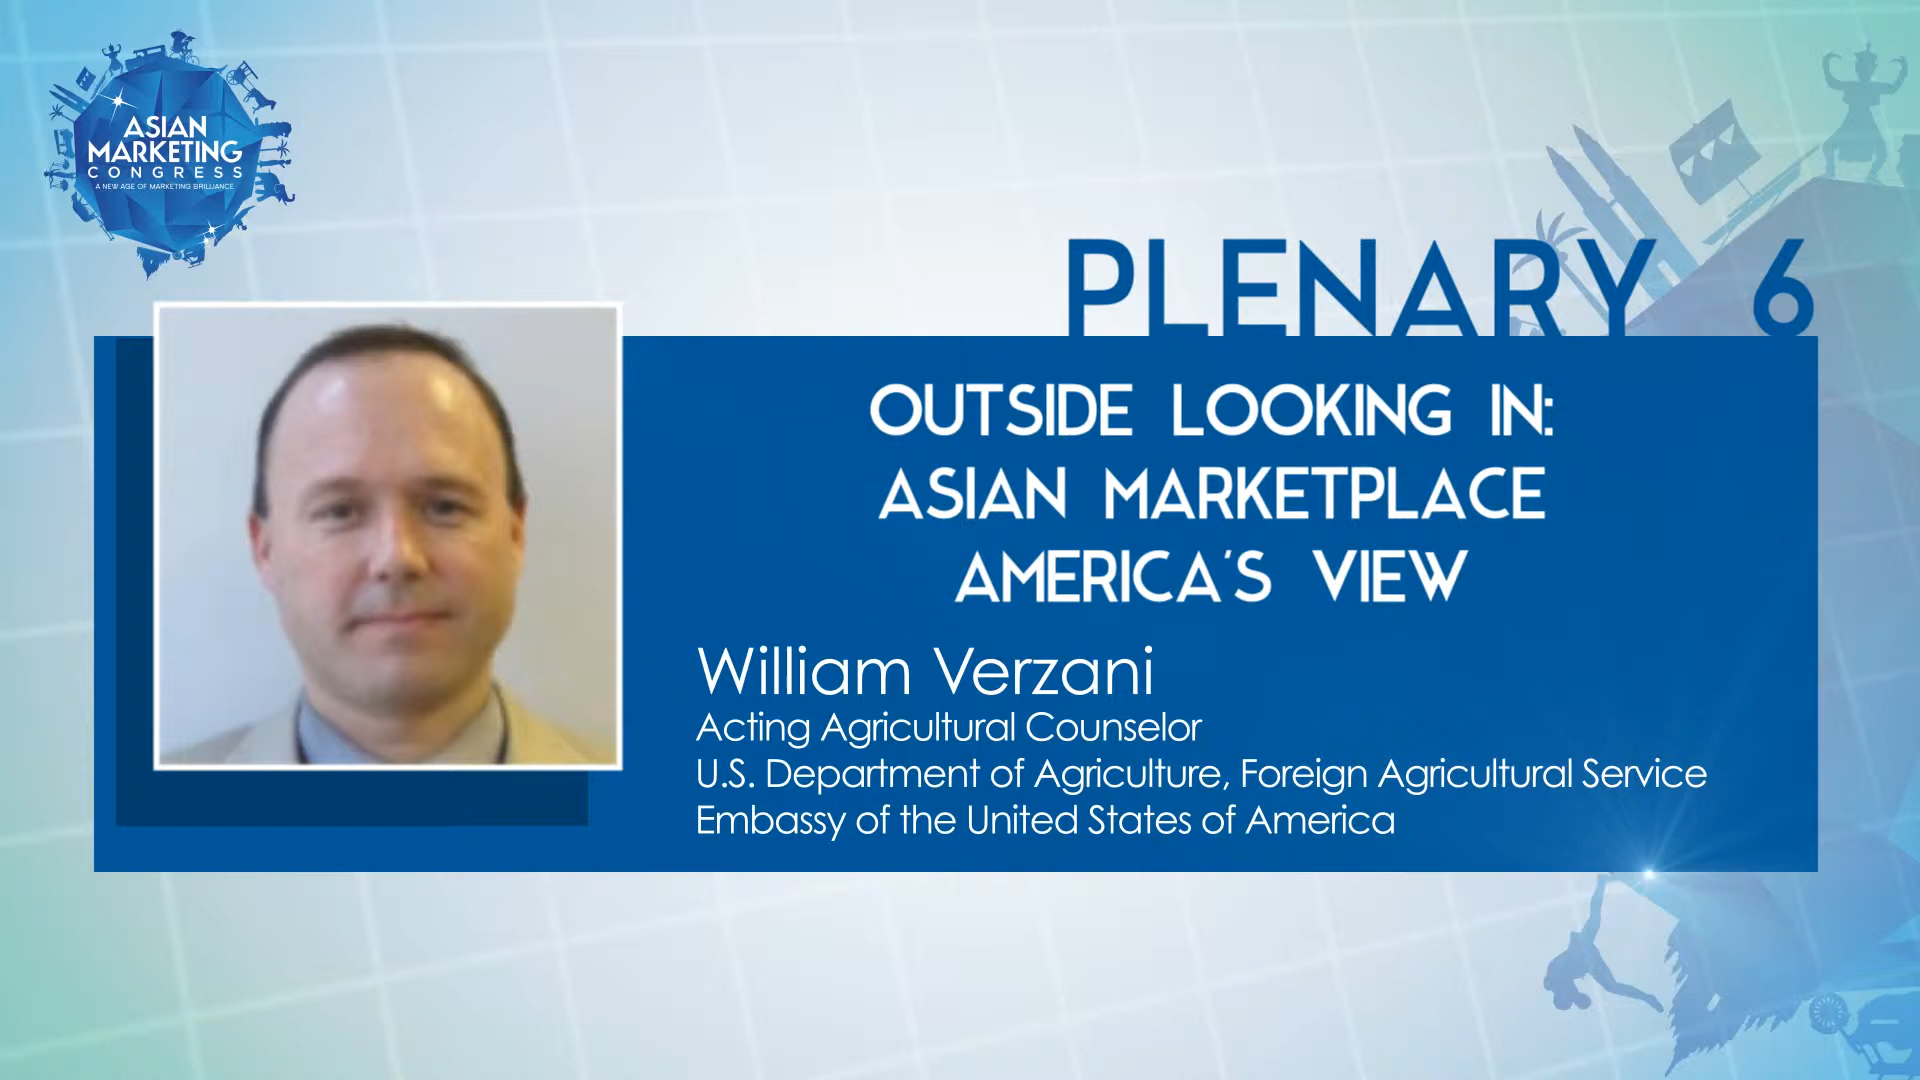 ASIAN
MARKETING
CONGRESS
A NEW AGE OF MARKETING BRILLIANCE
PLENARY 6
OUTSIDE LOOKING IN:
ASIAN MARKETPLACE
AMERICA'S VIEW
William Verzani
Acting Agricultural Counselor
U.S. Department of Agriculture, Foreign Agricultural Service
Embassy of the United States of America